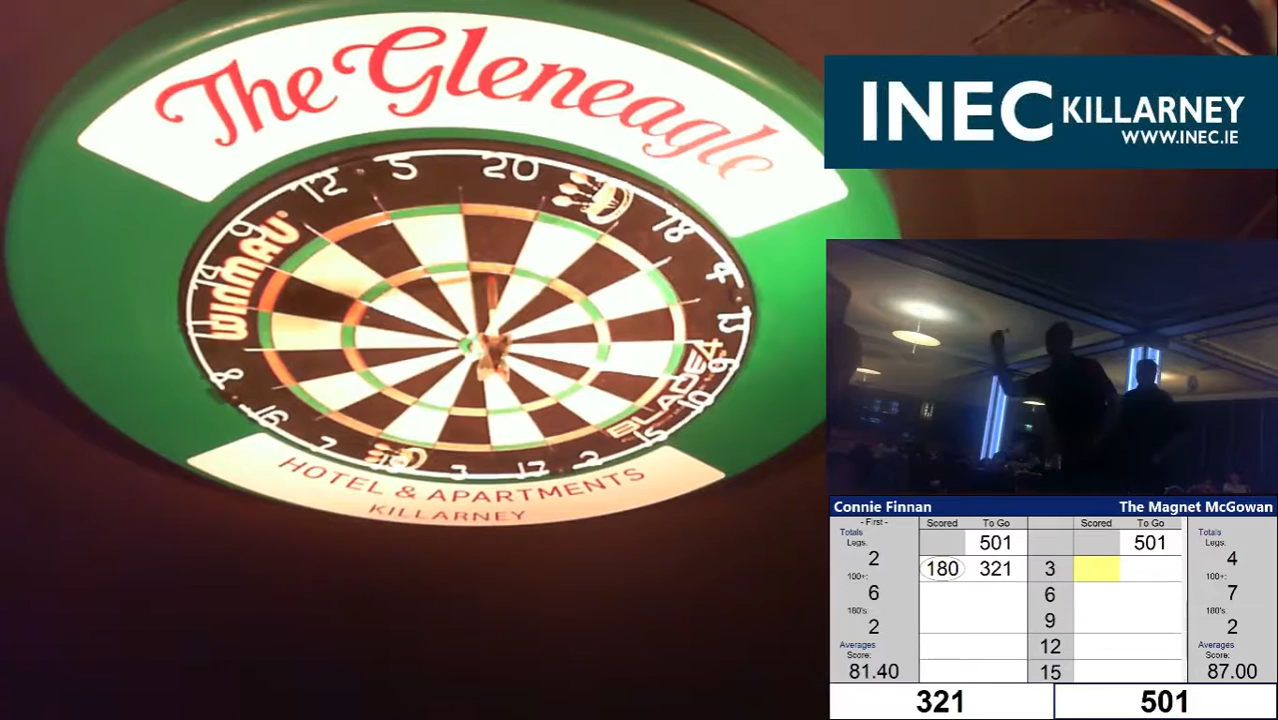 The Gleneagle
12 5 20 18 4 13 6 10 15 2 17 3 7 16 8 11 14 9
WINMAU
BLADE 4
HOTEL & APARTMENTS
KILLARNEY
INEC KILLARNEY
WWW.INEC.IE
Connie Finnan The Magnet McGowan
- First - Scored To Go Scored To Go
Totals 501 501 Totals
Legs: Legs:
2 180 321 3 4
100+: 100+:
6 6 7
180's: 180's:
2 9 2
Averages 12 Averages
Score: Score:
81.40 15 87.00
321 501